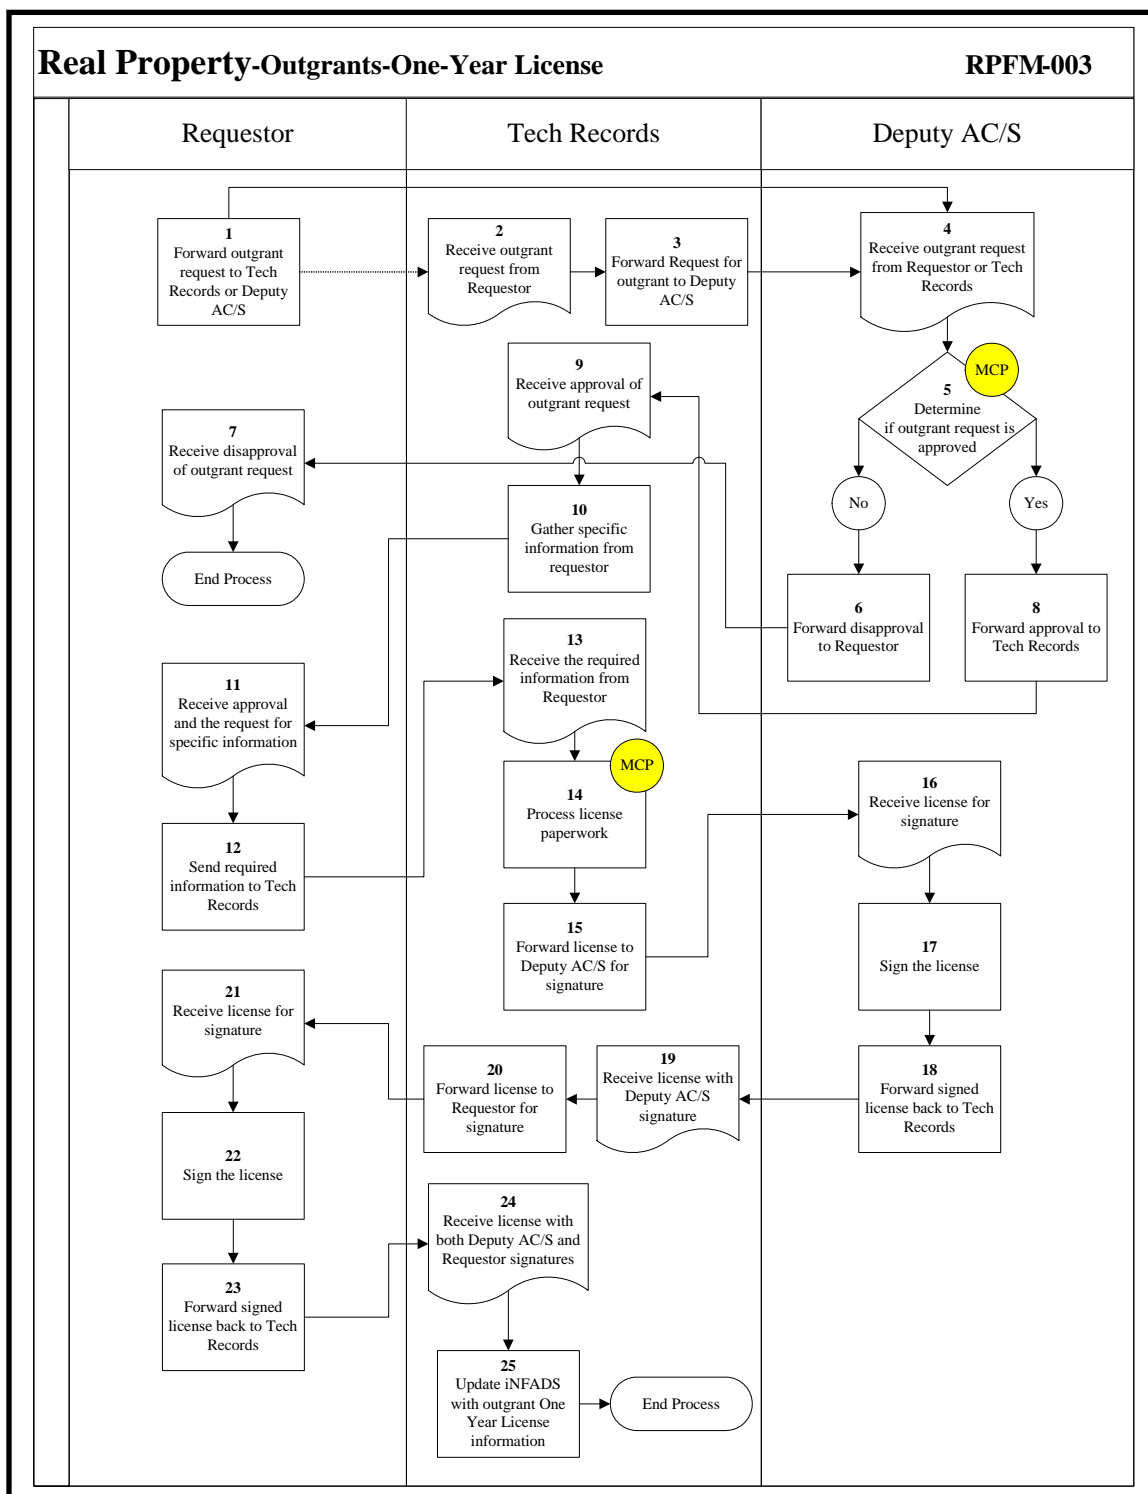 Real Property-Outgrants-One-Year License
RPFM-003
Requestor
Tech Records
Deputy AC/S
1
Forward outgrant
request to Tech
Records or Deputy
AC/S
2
Receive outgrant
request from
Requestor
3
Forward Request for
outgrant to Deputy
AC/S
4
Receive outgrant request
from Requestor or Tech
Records
MCP
5
Determine
if outgrant request is
approved
No
Yes
6
Forward disapproval
to Requestor
7
Receive disapproval
of outgrant request
End Process
8
Forward approval to
Tech Records
9
Receive approval of
outgrant request
10
Gather specific
information from
requestor
11
Receive approval
and the request for
specific information
12
Send required
information to Tech
Records
13
Receive the required
information from
Requestor
MCP
14
Process license
paperwork
15
Forward license to
Deputy AC/S for
signature
16
Receive license for
signature
17
Sign the license
18
Forward signed
license back to Tech
Records
19
Receive license with
Deputy AC/S
signature
20
Forward license to
Requestor for
signature
21
Receive license for
signature
22
Sign the license
23
Forward signed
license back to Tech
Records
24
Receive license with
both Deputy AC/S and
Requestor signatures
25
Update iNFADS
with outgrant One
Year License
information
End Process